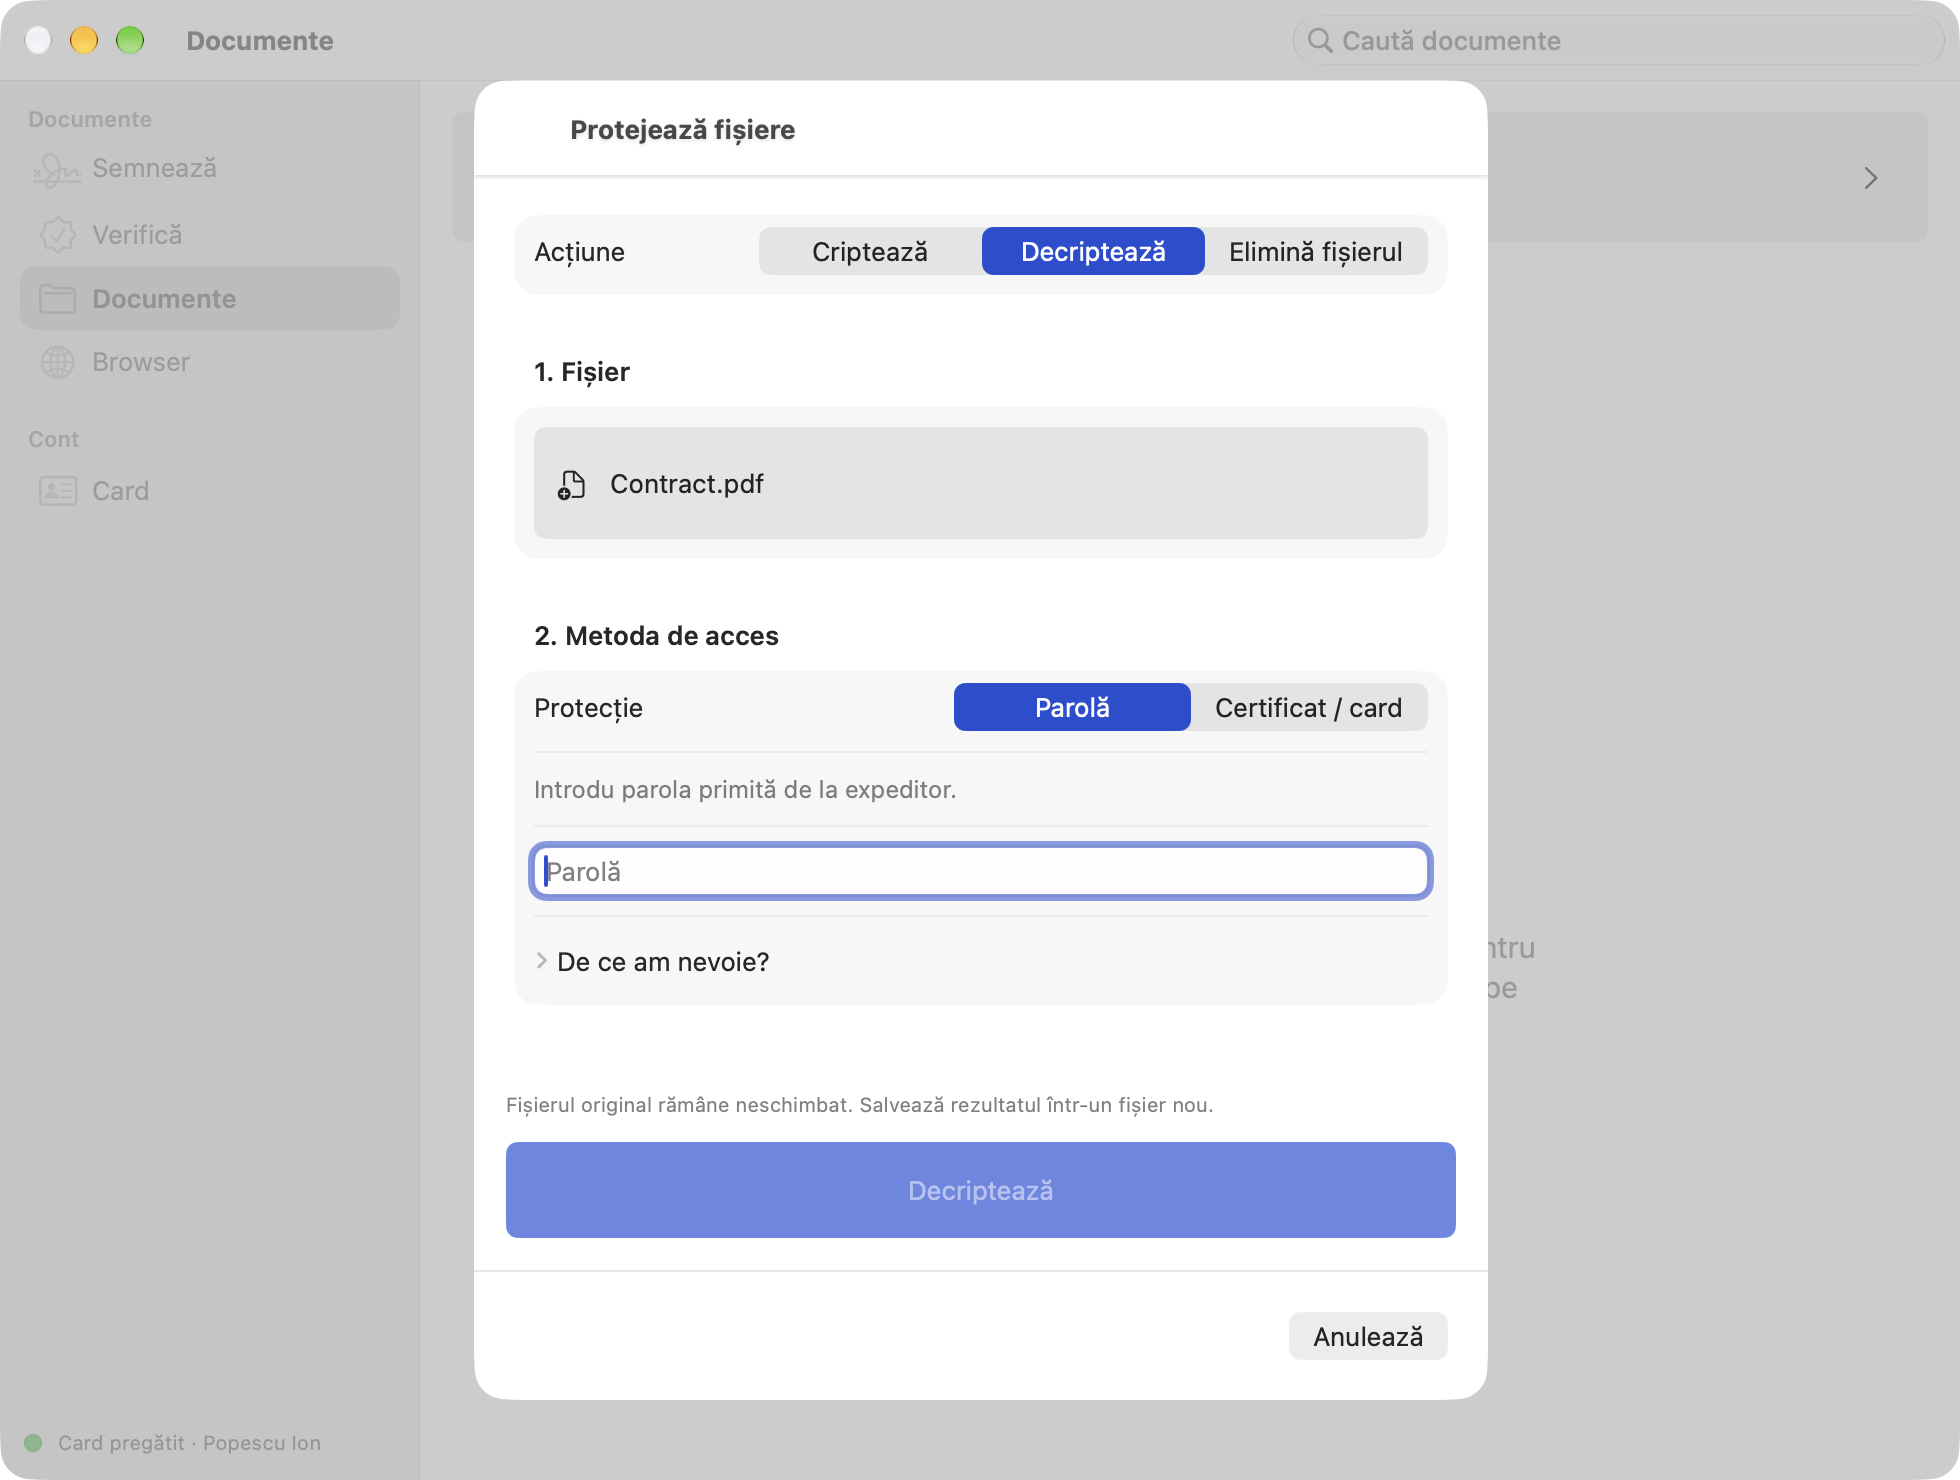 Documente
Caută documente
Documente
Semnează
Verifică
Documente
Browser
Cont
Card
Card pregătit · Popescu Ion
Protejează fișiere
Acțiune
Criptează
Decriptează
Elimină fișierul
1. Fișier
Contract.pdf
2. Metoda de acces
Protecție
Parolă
Certificat / card
Introdu parola primită de la expeditor.
Parolă
De ce am nevoie?
Fișierul original rămâne neschimbat. Salvează rezultatul într-un fișier nou.
Decriptează
Anulează